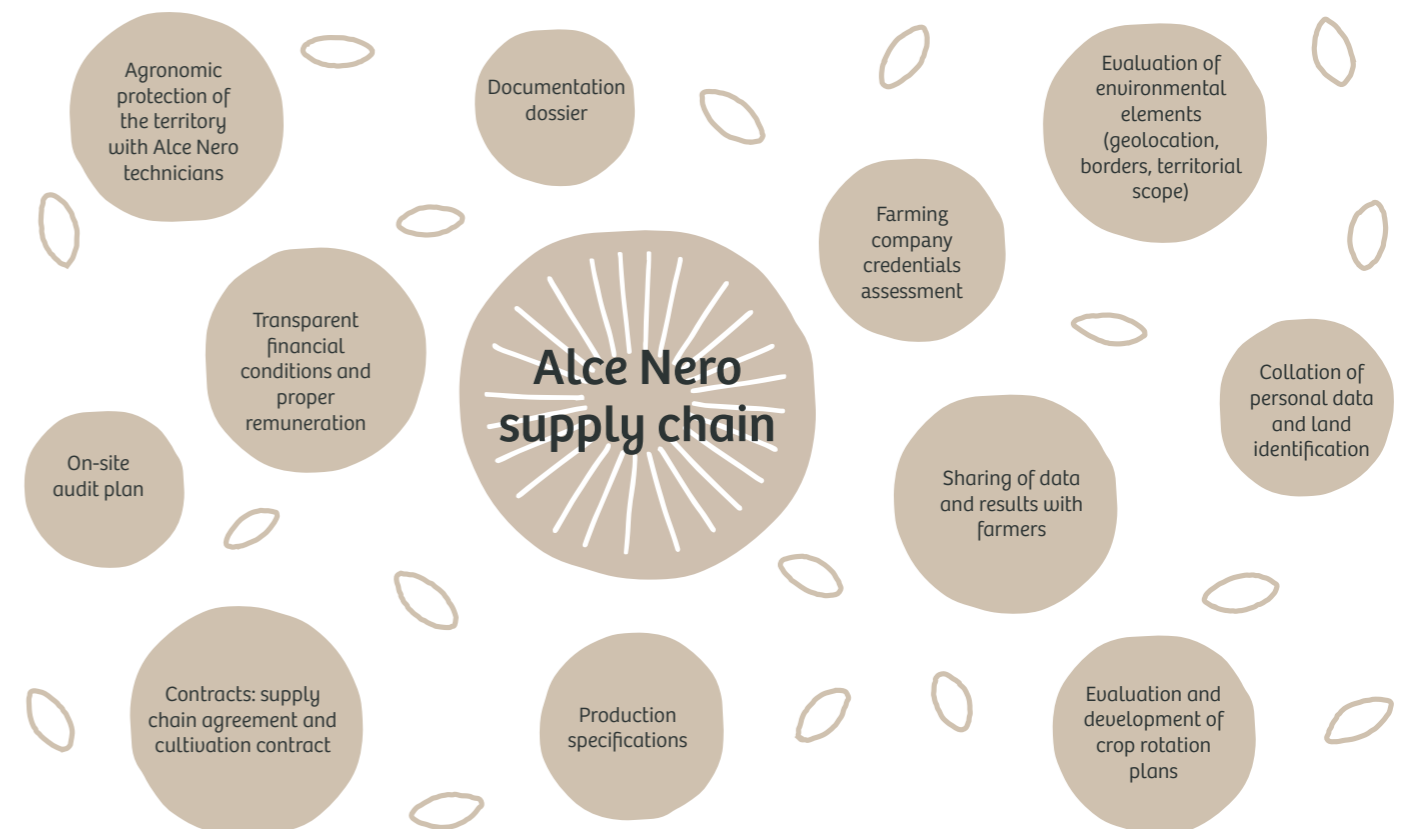 Agronomic
protection of
the territory
with Alce Nero
technicians
Documentation
dossier
Evaluation of
environmental
elements
(geolocation,
borders, territorial
scope)
Farming
company
credentials
assessment
Transparent
financial
conditions and
proper
remuneration
Alce Nero
supply chain
Collation of
personal data
and land
identification
On-site
audit plan
Sharing of data
and results with
farmers
Contracts: supply
chain agreement and
cultivation contract
Production
specifications
Evaluation and
development of
crop rotation
plans